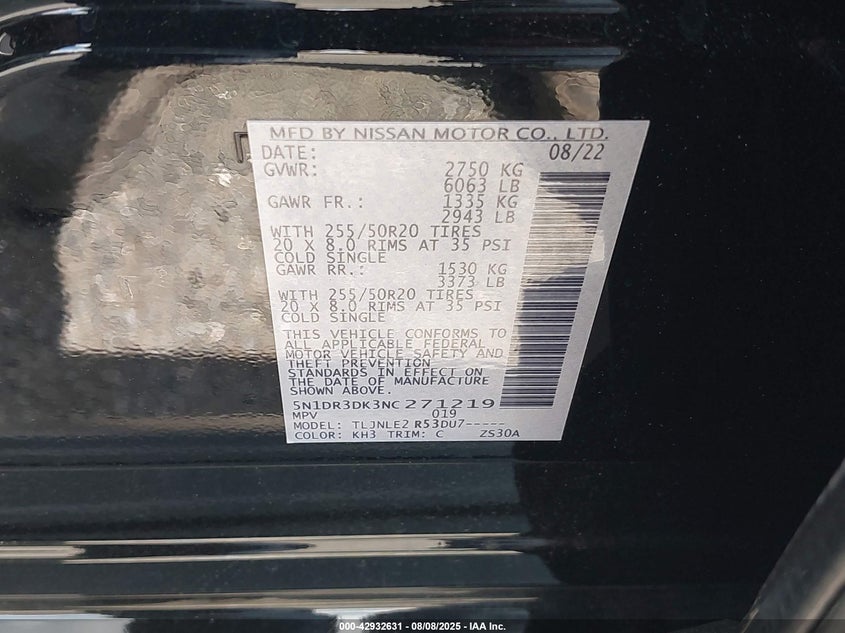 MFD BY NISSAN MOTOR CO., LTD.
DATE: 08/22
GVWR: 2750 KG
6063 LB
GAWR FR.: 1335 KG
2943 LB
WITH 255/50R20 TIRES
20 X 8.0 RIMS AT 35 PSI
COLD SINGLE
GAWR RR.: 1530 KG
3373 LB
WITH 255/50R20 TIRES
20 X 8.0 RIMS AT 35 PSI
COLD SINGLE
THIS VEHICLE CONFORMS TO
ALL APPLICABLE FEDERAL
MOTOR VEHICLE SAFETY AND
THEFT PREVENTION
STANDARDS IN EFFECT ON
THE DATE OF MANUFACTURE
SHOWN ABOVE.
5N1DR3DK3NC271219
MPV 019
MODEL: TLJNLE2 R53DU7-----
COLOR: KH3 TRIM: C ZS30A
000-42932631 - 08/08/2025 - IAA Inc.